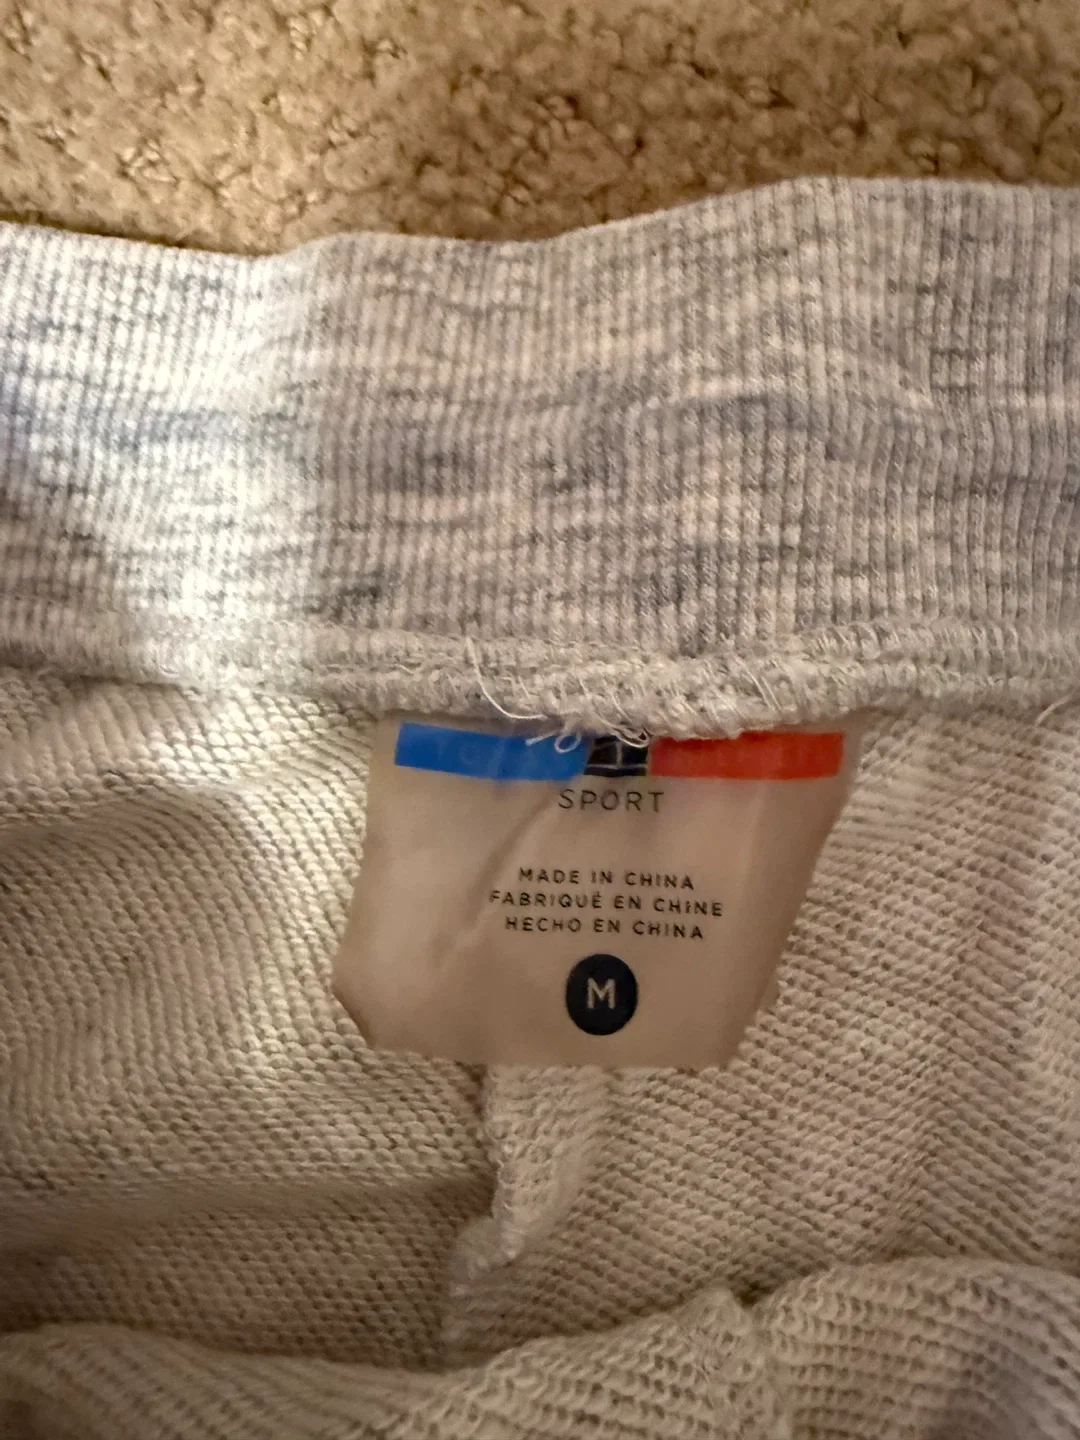 SPORT
MADE IN CHINA
FABRIQUÉ EN CHINE
HECHO EN CHINA
M